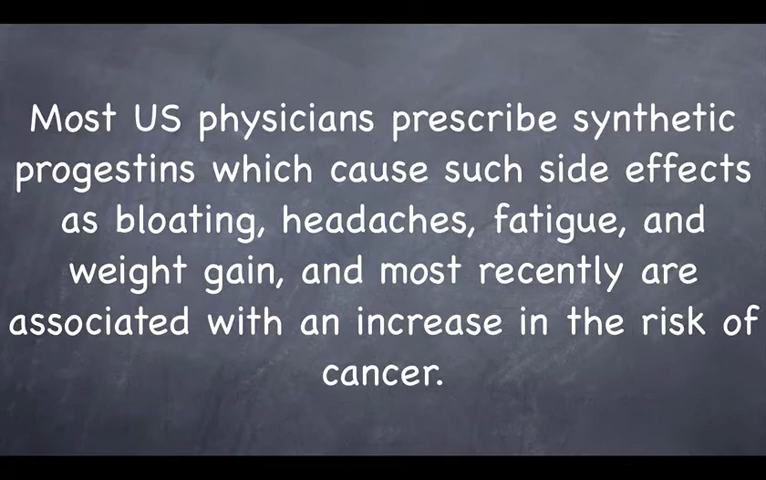 Most US physicians prescribe synthetic
progestins which cause such side effects
as bloating, headaches, fatigue, and
weight gain, and most recently are
associated with an increase in the risk of
cancer.